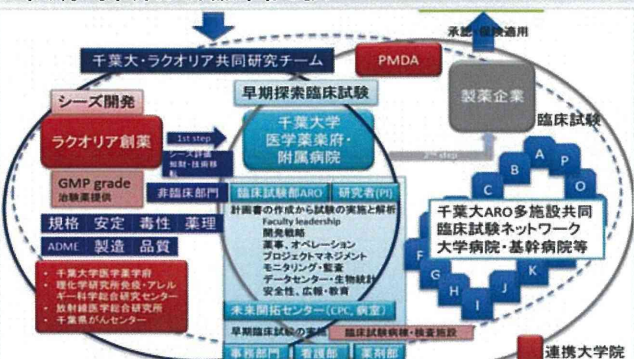 承認・保険適用
千葉大・ラクオリア共同研究チーム
PMDA
シーズ開発
早期探索臨床試験
製薬企業
ラクオリア創薬
1st step
シーズ評価
知財・技術移
転
千葉大学
医学薬学府・
附属病院
2nd step
臨床試験
GMP grade
治験薬提供
非臨床部門
臨床試験部ARO
研究者(PI)
規格 安定 毒性 薬理
ADME 製造 品質
計画書の作成から試験の実施と解析
Faculty leadership
開発戦略
薬事、オペレーション
プロジェクトマネジメント
モニタリング・監査
データセンター・生物統計
安全性、広報・教育
A
P
B
O
C
D
千葉大ARO多施設共同
臨床試験ネットワーク
大学病院・基幹病院等
F
G
H
I
J
K
• 千葉大学医学薬学府
• 理化学研究所免疫・アレル
ギー科学総合研究センター
• 放射線医学総合研究所
• 千葉県がんセンター
未来開拓センター(CPC, 病室)
早期臨床試験の実施
臨床試験病棟・検査施設
事務部門
看護部
薬剤部
連携大学院